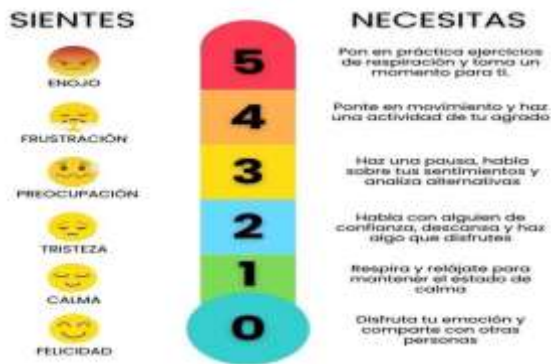 SIENTES
NECESITAS
ENOJO
5
Pon en práctica ejercicios
de respiración y toma un
momento para ti.
FRUSTRACIÓN
4
Ponte en movimiento y haz
una actividad de tu agrado
PREOCUPACIÓN
3
Haz una pausa, habla
sobre tus sentimientos y
analiza alternativas
TRISTEZA
2
Habla con alguien de
confianza, descansa y haz
algo que disfrutes
CALMA
1
Respira y relájate para
mantener el estado de
calma
FELICIDAD
0
Disfruta tu emoción y
comparte con otras
personas